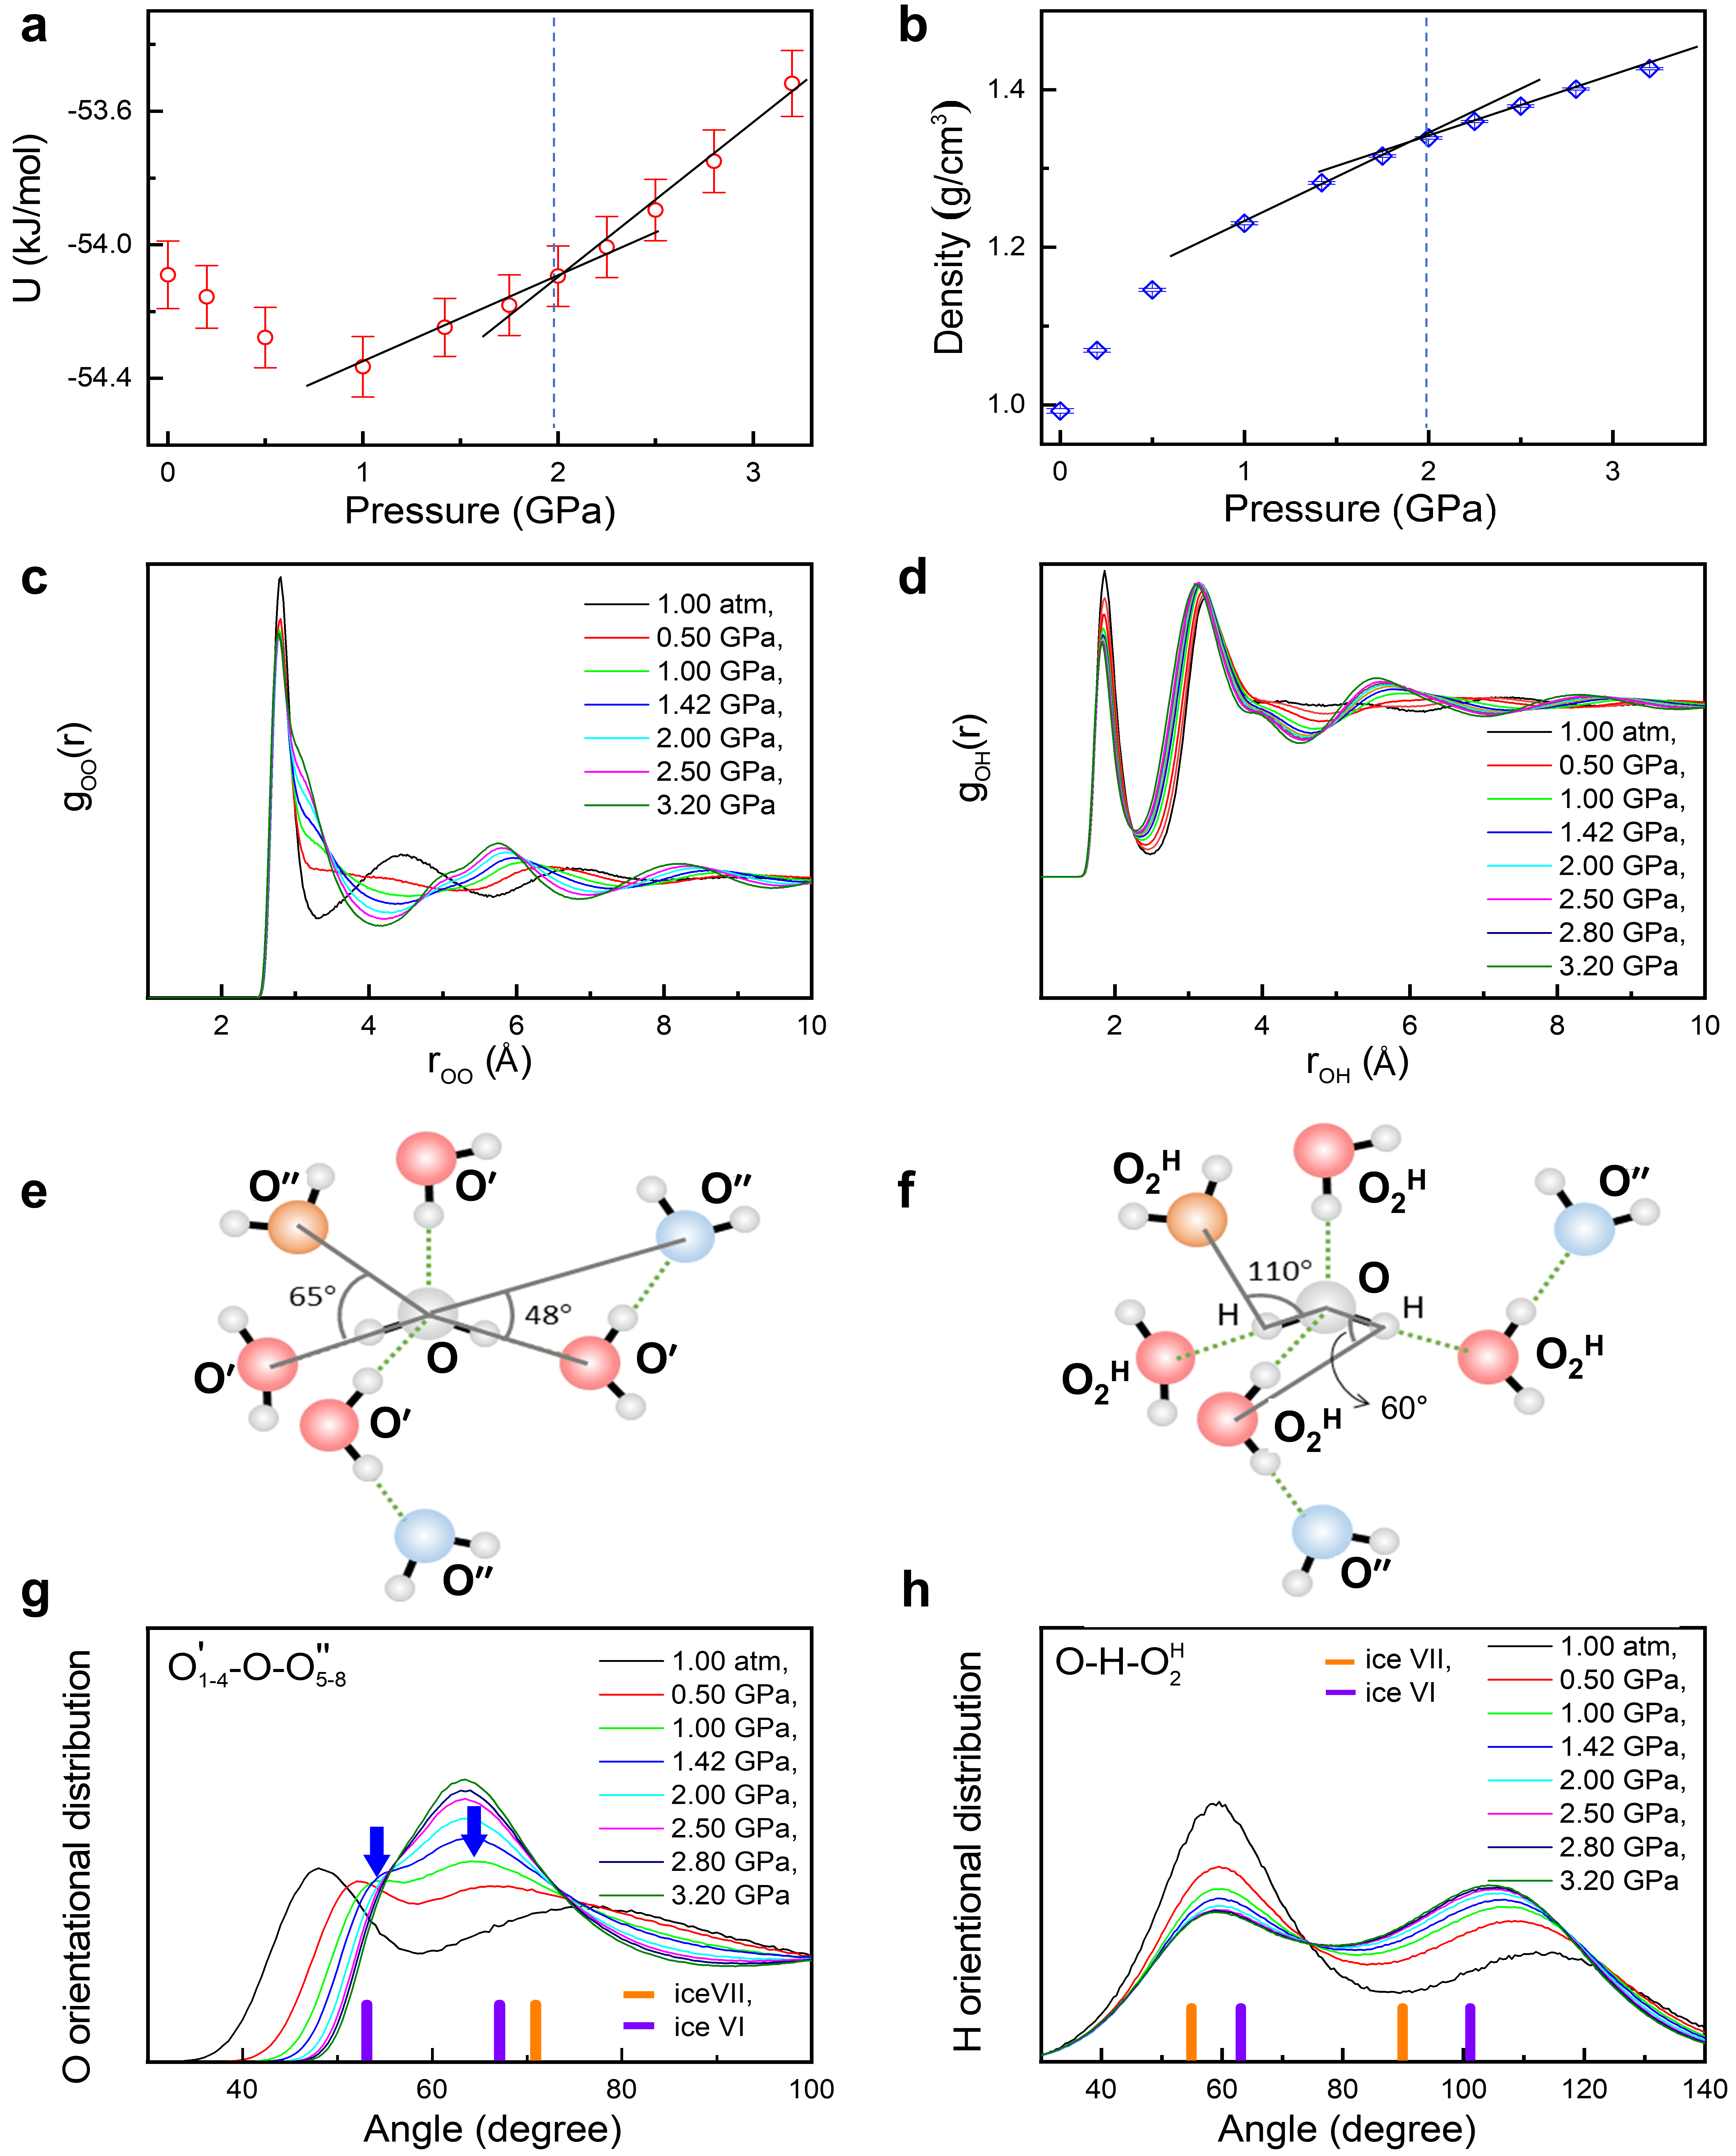 a
U (kJ/mol)
-53.6
-54.0
-54.4
0
1
2
3
Pressure (GPa)
b
Density (g/cm³)
1.4
1.2
1.0
0
1
2
3
Pressure (GPa)
c
gOO(r)
1.00 atm,
0.50 GPa,
1.00 GPa,
1.42 GPa,
2.00 GPa,
2.50 GPa,
3.20 GPa
2
4
6
8
10
rOO (Å)
d
gOH(r)
1.00 atm,
0.50 GPa,
1.00 GPa,
1.42 GPa,
2.00 GPa,
2.50 GPa,
2.80 GPa,
3.20 GPa
2
4
6
8
10
rOH (Å)
e
O″
O′
O″
65°
48°
O′
O
O′
O′
O″
f
O₂ᴴ
O₂ᴴ
O″
110°
O
H
H
O₂ᴴ
O₂ᴴ
60°
O₂ᴴ
O″
g
O orientational distribution
O′₁₋₄-O-O″₅₋₈
1.00 atm,
0.50 GPa,
1.00 GPa,
1.42 GPa,
2.00 GPa,
2.50 GPa,
2.80 GPa,
3.20 GPa
iceVII,
ice VI
40
60
80
100
Angle (degree)
h
H orientional distribution
O-H-O₂ᴴ
ice VII,
ice VI
1.00 atm,
0.50 GPa,
1.00 GPa,
1.42 GPa,
2.00 GPa,
2.50 GPa,
2.80 GPa,
3.20 GPa
40
60
80
100
120
140
Angle (degree)